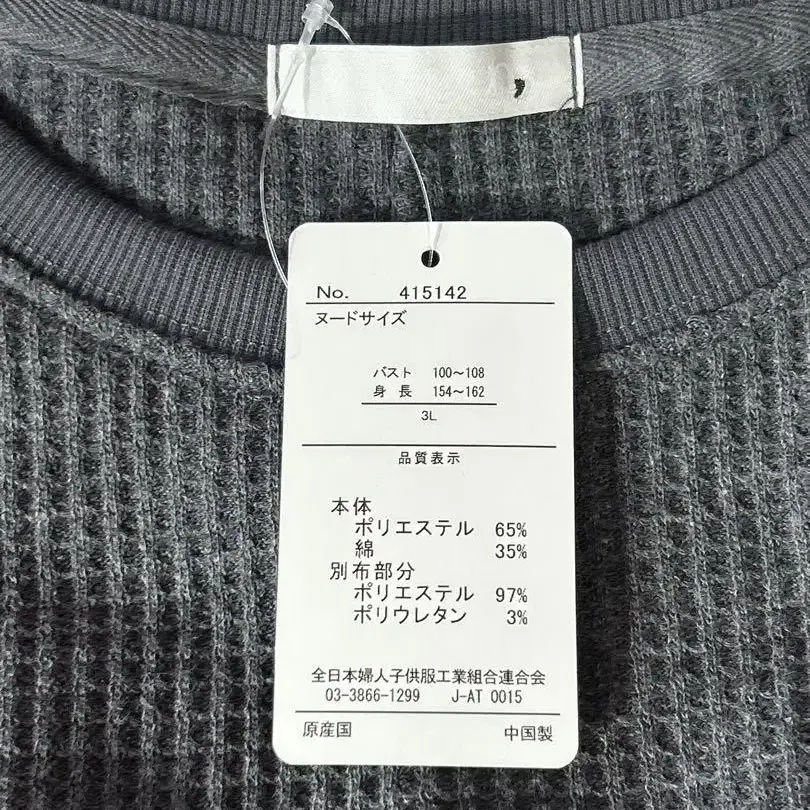 No. 415142
ヌードサイズ
バスト 100〜108
身長 154〜162
3L
品質表示
本体
ポリエステル 65%
綿 35%
別布部分
ポリエステル 97%
ポリウレタン 3%
全日本婦人子供服工業組合連合会
03-3866-1299 J-AT 0015
原産国 中国製